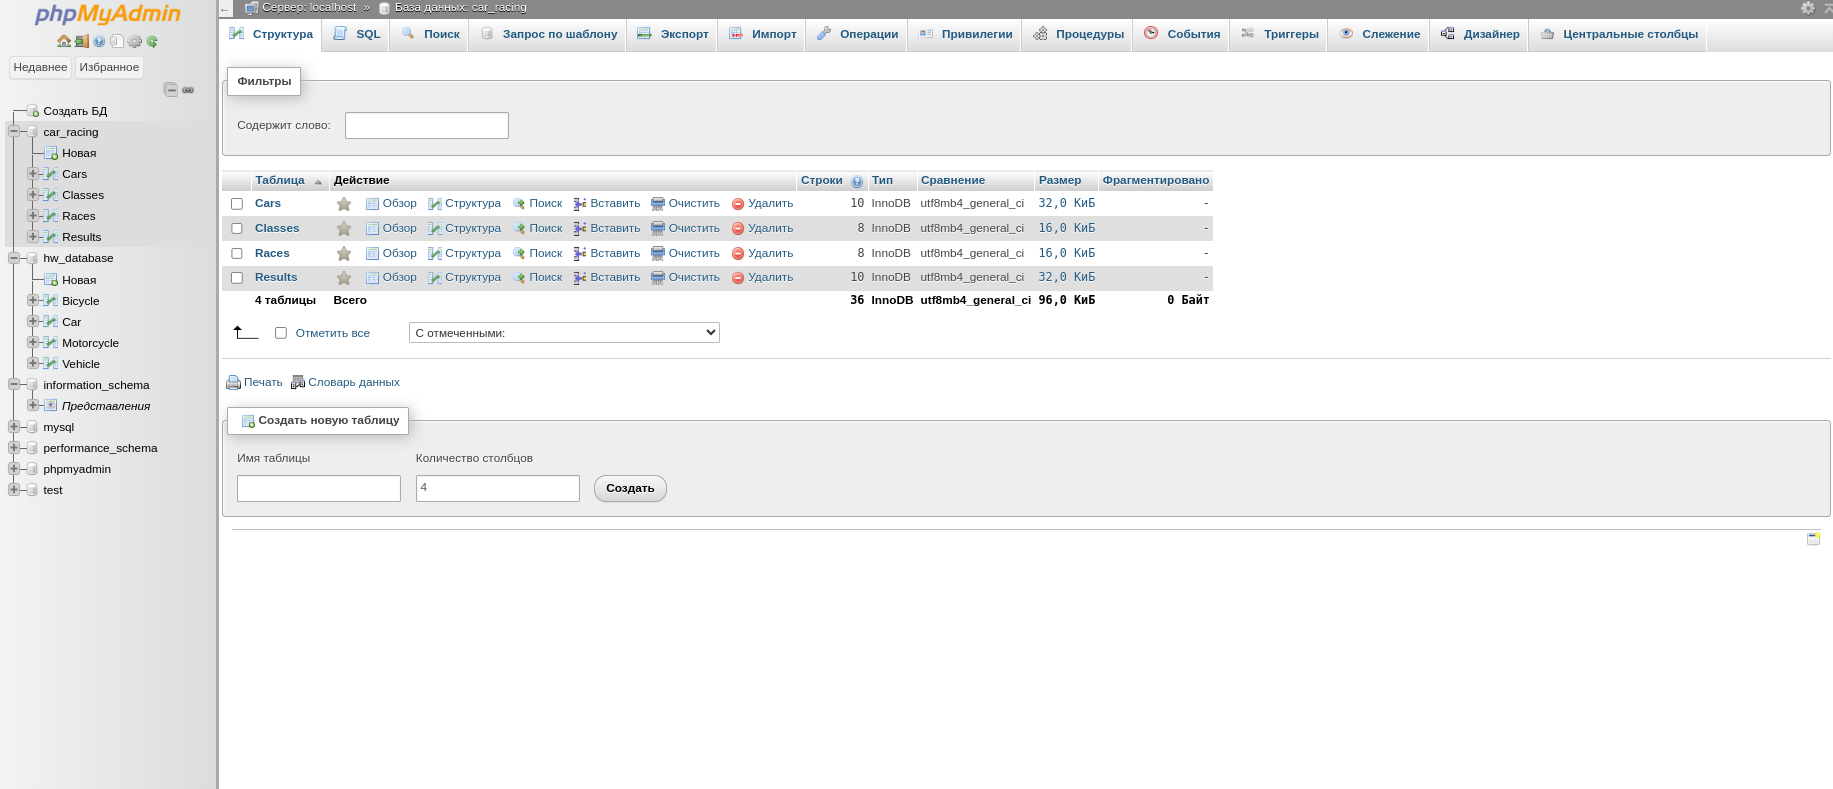 phpMyAdmin
Недавнее Избранное
Создать БД
car_racing
Новая
Cars
Classes
Races
Results
hw_database
Новая
Bicycle
Car
Motorcycle
Vehicle
information_schema
Представления
mysql
performance_schema
phpmyadmin
test
← Сервер: localhost » База данных: car_racing
Структура SQL Поиск Запрос по шаблону Экспорт Импорт Операции Привилегии Процедуры События Триггеры Слежение Дизайнер Центральные столбцы
Фильтры
Содержит слово:
Таблица Действие Строки Тип Сравнение Размер Фрагментировано
Cars Обзор Структура Поиск Вставить Очистить Удалить 10 InnoDB utf8mb4_general_ci 32,0 КиБ -
Classes Обзор Структура Поиск Вставить Очистить Удалить 8 InnoDB utf8mb4_general_ci 16,0 КиБ -
Races Обзор Структура Поиск Вставить Очистить Удалить 8 InnoDB utf8mb4_general_ci 16,0 КиБ -
Results Обзор Структура Поиск Вставить Очистить Удалить 10 InnoDB utf8mb4_general_ci 32,0 КиБ -
4 таблицы Всего 36 InnoDB utf8mb4_general_ci 96,0 КиБ 0 Байт
Отметить все С отмеченными:
Печать Словарь данных
Создать новую таблицу
Имя таблицы Количество столбцов
4 Создать